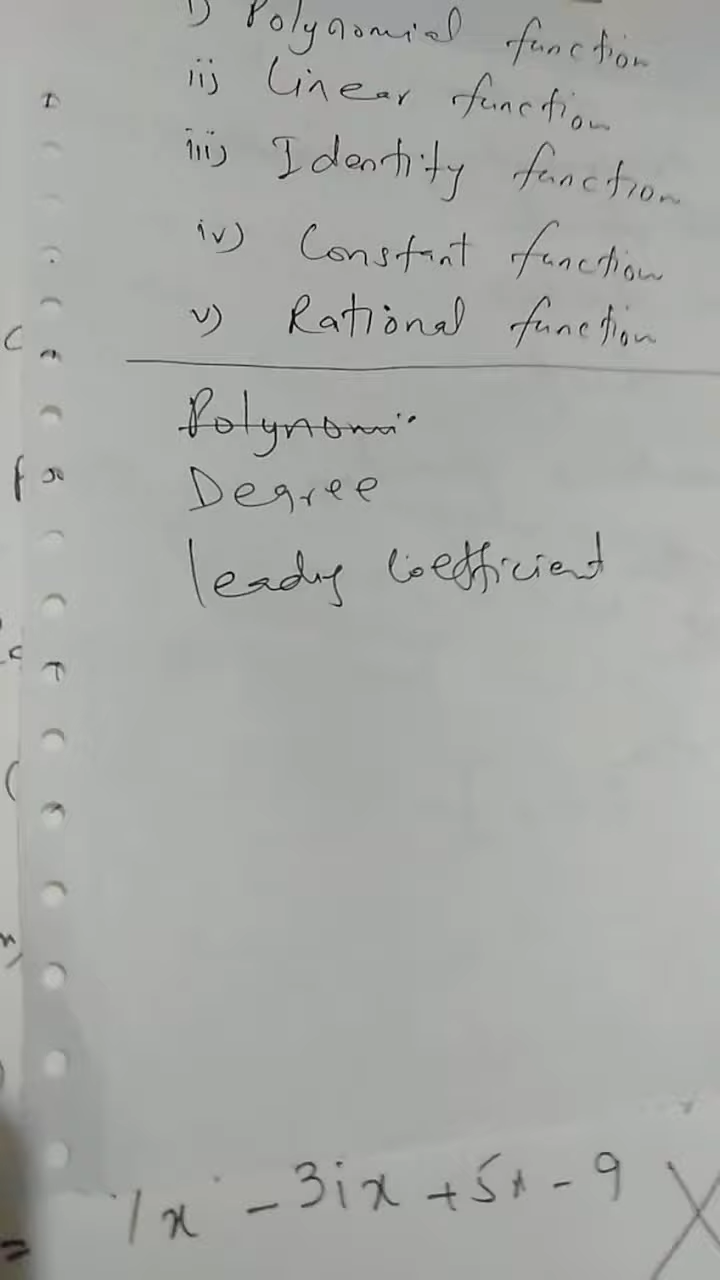 i) Polynomial function
ii) Linear function
iii) Identity function
iv) Constant function
v) Rational function
Polynomi
Degree
leading coefficient
x - 3ix + 5x - 9